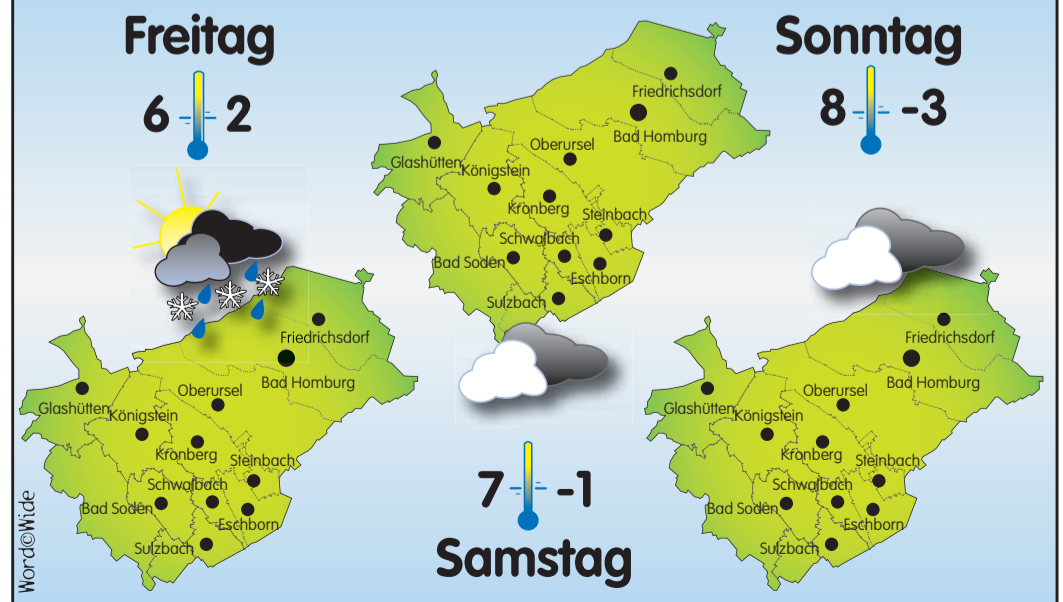 Freitag
6 2
Friedrichsdorf
Bad Homburg
Oberursel
Glashütten
Königstein
Kronberg
Steinbach
Schwalbach
Bad Soden
Eschborn
Sulzbach
Friedrichsdorf
Bad Homburg
Oberursel
Glashütten
Königstein
Kronberg
Steinbach
Schwalbach
Bad Soden
Eschborn
Sulzbach
7 -1
Samstag
Sonntag
8 -3
Friedrichsdorf
Bad Homburg
Oberursel
Glashütten
Königstein
Kronberg
Steinbach
Schwalbach
Bad Soden
Eschborn
Sulzbach
Word©Wide